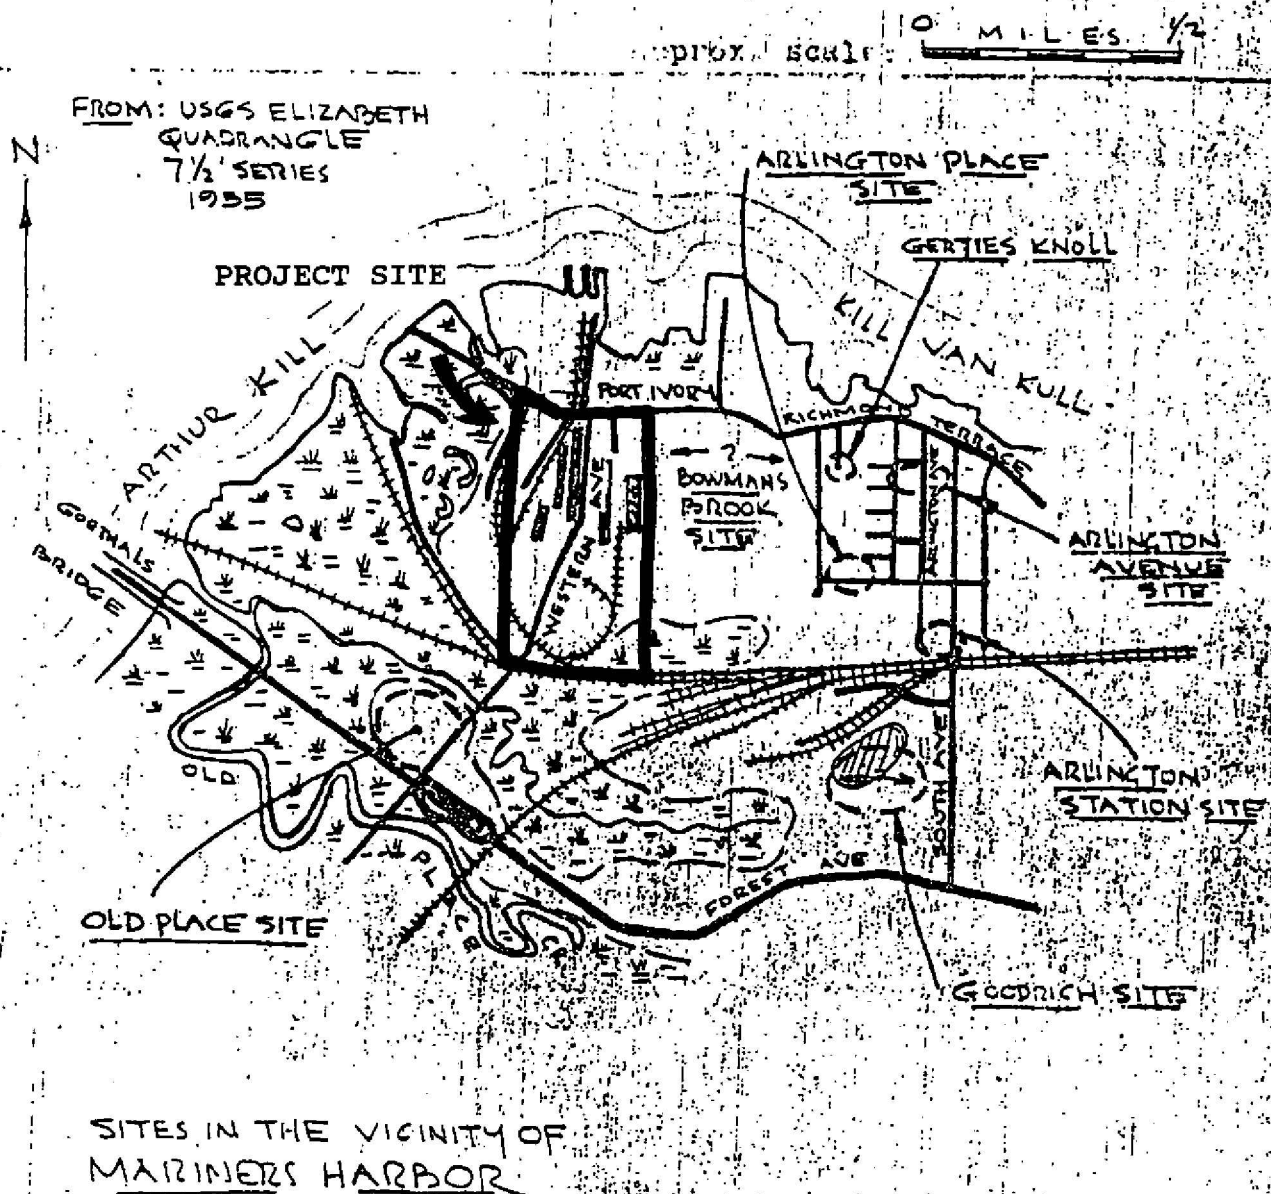 0 MILES 1/2
prox. scale
FROM: USGS ELIZABETH
QUADRANGLE
7½' SERIES
1955
N
ARLINGTON PLACE
SITE
GERTIES KNOLL
PROJECT SITE
ARTHUR KILL
KILL VAN KULL
PORT IVORY
RICHMOND TERRACE
?
BOWMANS
BROOK
SITE
WESTERN AVE
ARLINGTON AVE
ARLINGTON
AVENUE
SITE
GOETHALS
BRIDGE
OLD PLACE CR
SOUTH AVE
ARLINGTON
STATION SITE
FOREST AVE
OLD PLACE SITE
GOODRICH SITE
SITES IN THE VICINITY OF
MARINERS HARBOR